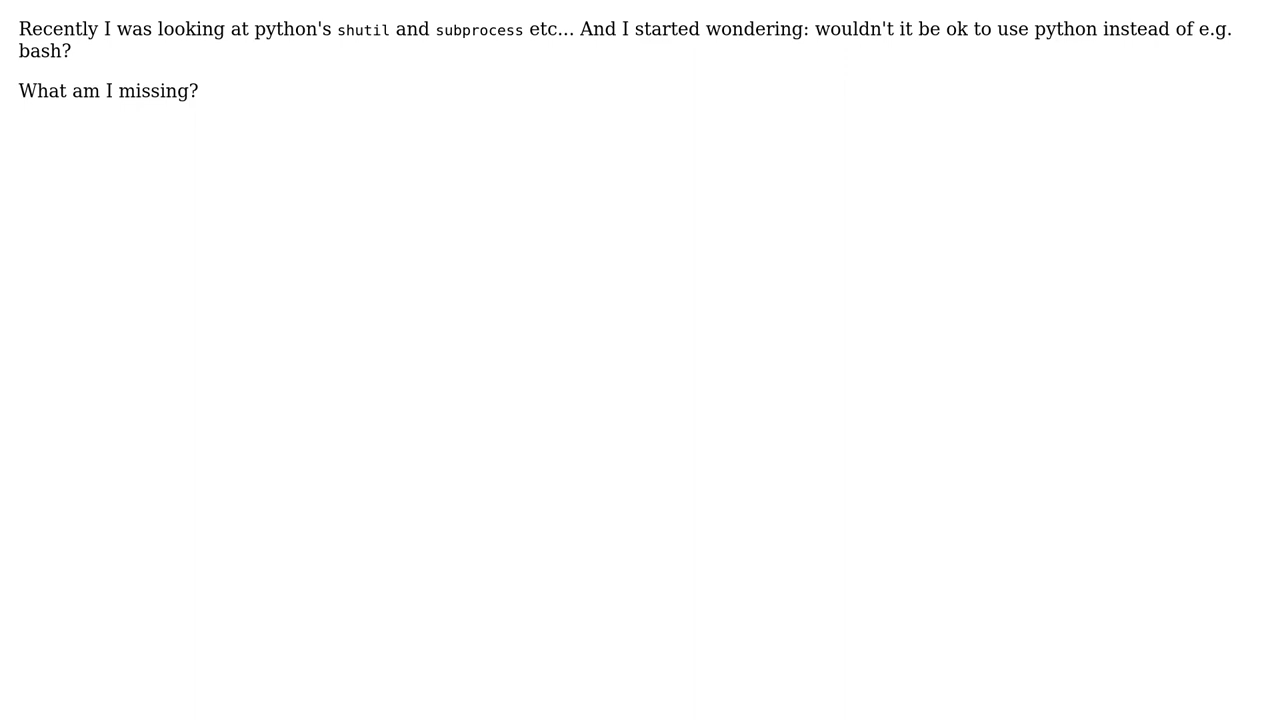 Recently I was looking at python's shutil and subprocess etc... And I started wondering: wouldn't it be ok to use python instead of e.g.
bash?
What am I missing?